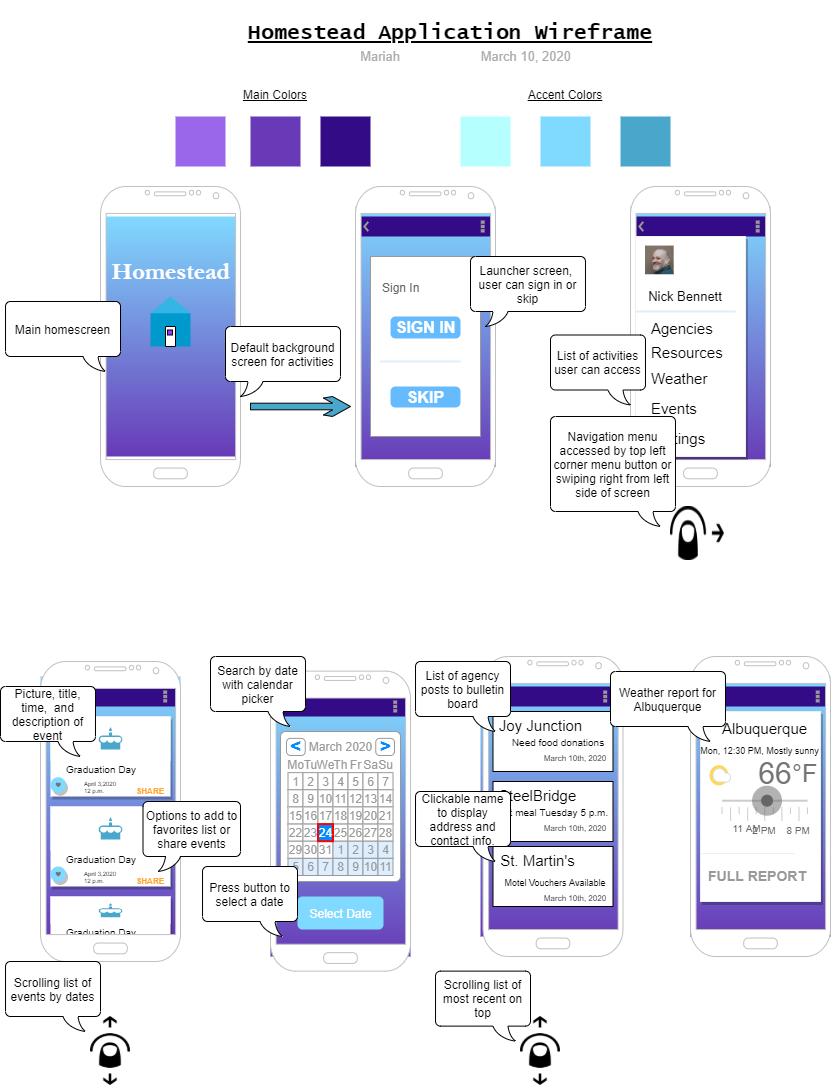 Homestead Application Wireframe
Mariah
March 10, 2020
Main Colors
Accent Colors
Homestead
Main homescreen
Default background
screen for activities
Sign In
SIGN IN
SKIP
Launcher screen,
user can sign in or
skip
Nick Bennett
Agencies
Resources
Weather
Events
tings
List of activities
user can access
Navigation menu
accessed by top left
corner menu button or
swiping right from left
side of screen
Picture, title,
time, and
description of
event
Graduation Day
April 3,2020
12 p.m.
SHARE
Graduation Day
April 3,2020
12 p.m.
SHARE
Graduation Day
Options to add to
favorites list or
share events
Scrolling list of
events by dates
Search by date
with calendar
picker
< March 2020 >
Mo Tu We Th Fr Sa Su
1 2 3 4 5 6 7
8 9 10 11 12 13 14
15 16 17 18 19 20 21
22 23 24 25 26 27 28
29 30 31 1 2 3 4
5 6 7 8 9 10 11
Press button to
select a date
Select Date
List of agency
posts to bulletin
board
Joy Junction
Need food donations
March 10th, 2020
SteelBridge
t meal Tuesday 5 p.m.
March 10th, 2020
St. Martin's
Motel Vouchers Available
March 10th, 2020
Clickable name
to display
address and
contact info.
Scrolling list of
most recent on
top
Weather report for
Albuquerque
Albuquerque
Mon, 12:30 PM, Mostly sunny
66°F
11 AM
2 PM
8 PM
FULL REPORT